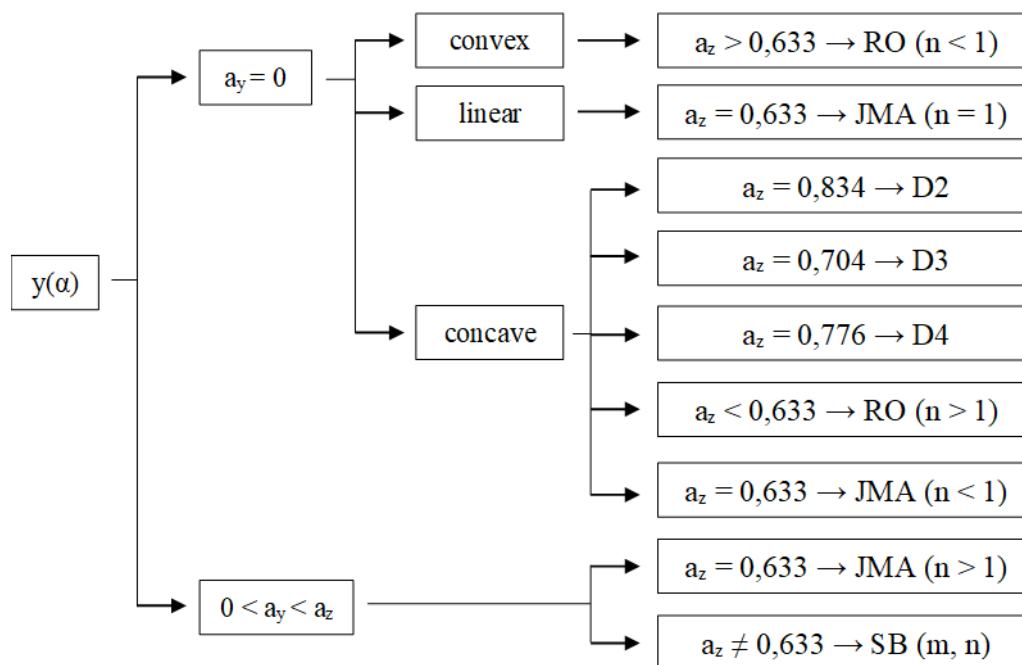 y(α)
a_y = 0
convex
a_z > 0,633 → RO (n < 1)
linear
a_z = 0,633 → JMA (n = 1)
concave
a_z = 0,834 → D2
a_z = 0,704 → D3
a_z = 0,776 → D4
a_z < 0,633 → RO (n > 1)
a_z = 0,633 → JMA (n < 1)
0 < a_y < a_z
a_z = 0,633 → JMA (n > 1)
a_z ≠ 0,633 → SB (m, n)